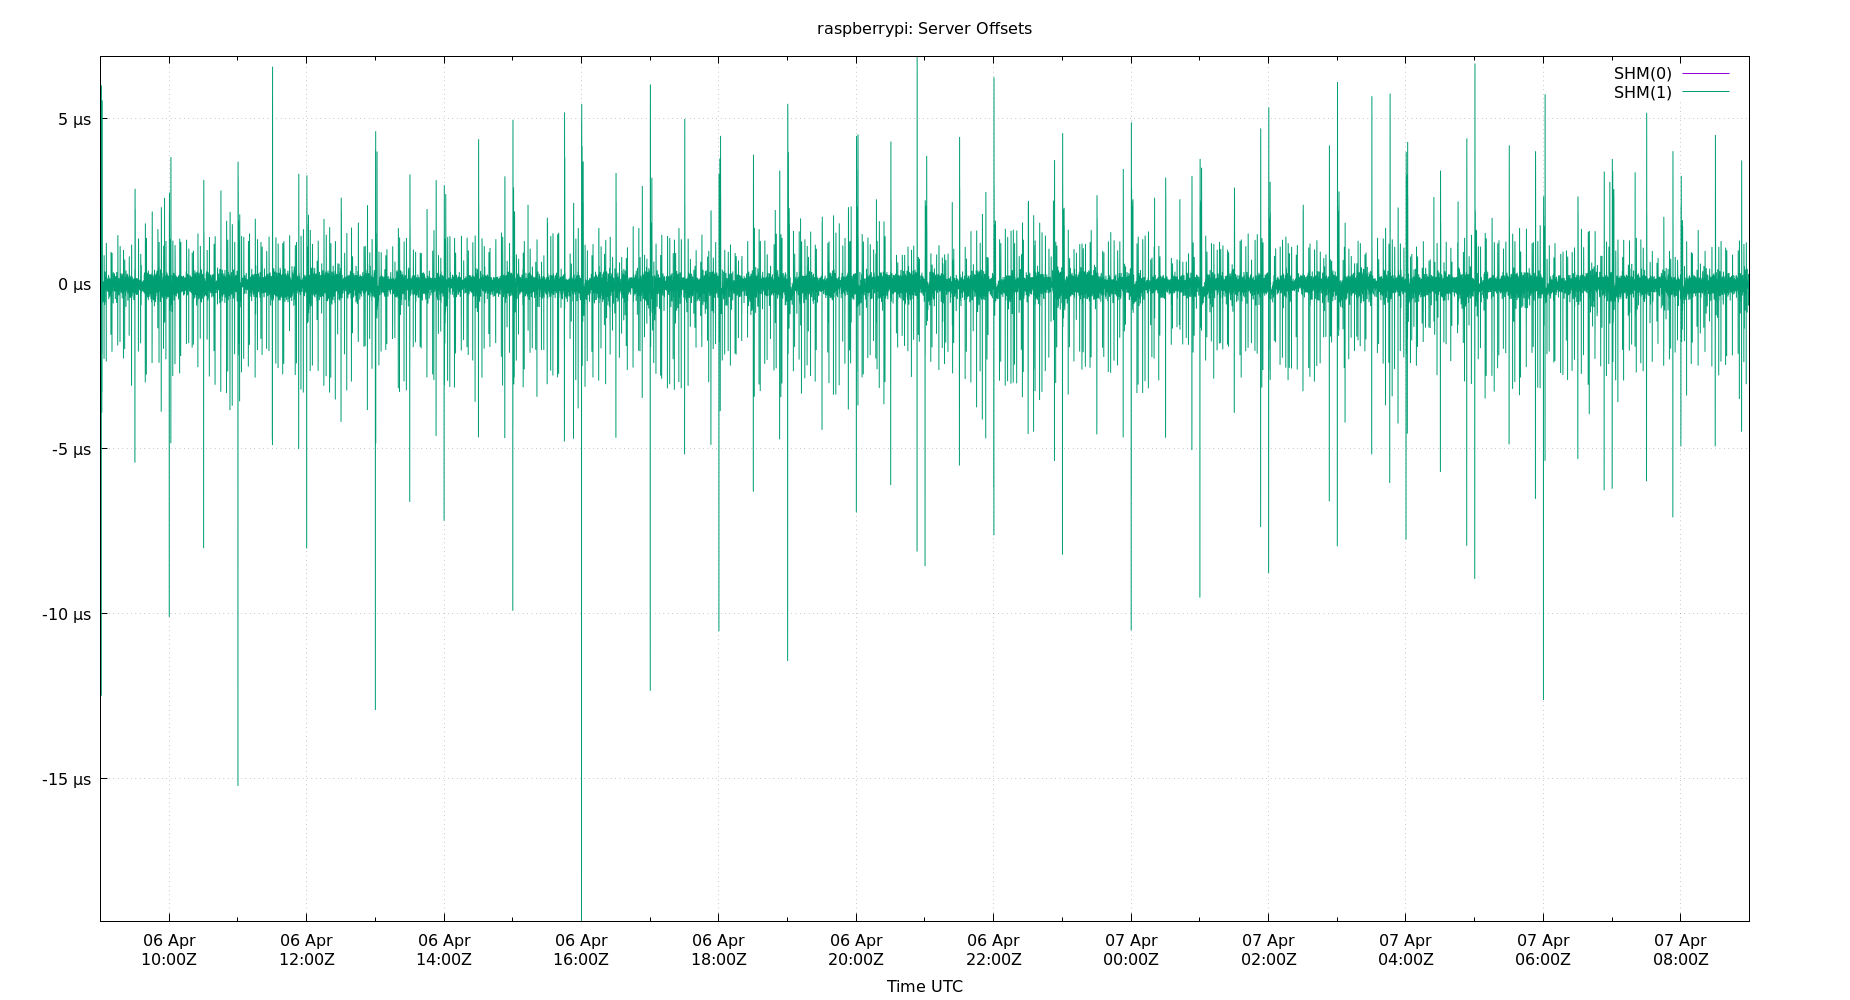 raspberrypi: Server Offsets
SHM(0)
SHM(1)
5 µs
0 µs
-5 µs
-10 µs
-15 µs
06 Apr 06 Apr 06 Apr 06 Apr 06 Apr 06 Apr 06 Apr 07 Apr 07 Apr 07 Apr 07 Apr 07 Apr
10:00Z 12:00Z 14:00Z 16:00Z 18:00Z 20:00Z 22:00Z 00:00Z 02:00Z 04:00Z 06:00Z 08:00Z
Time UTC